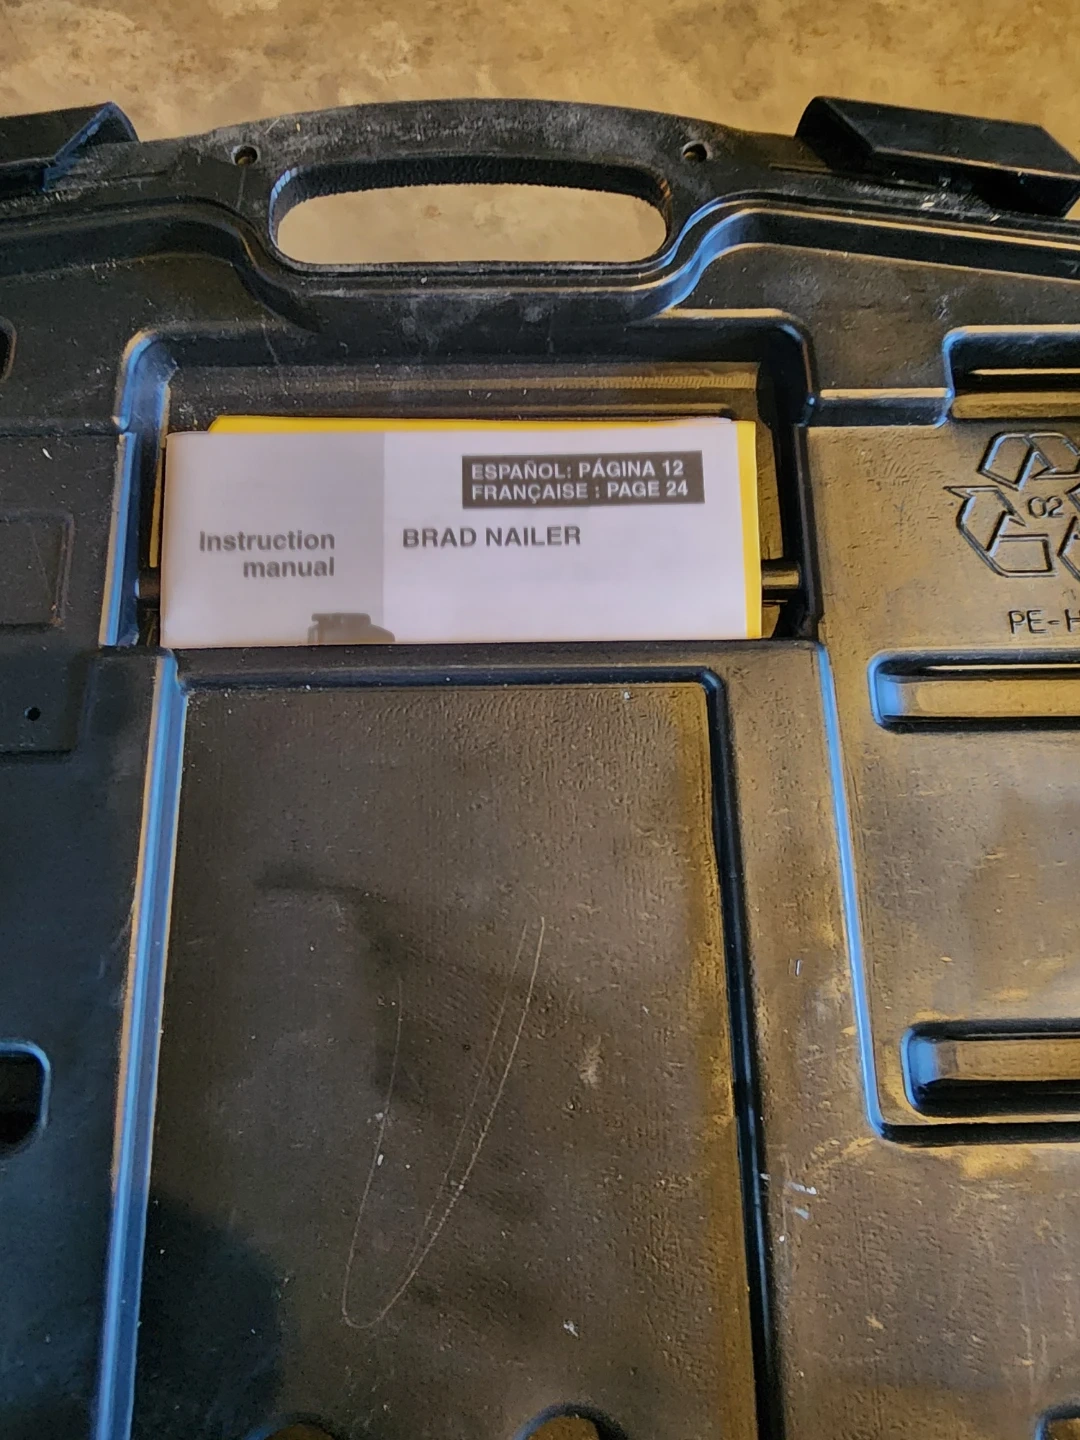 ESPAÑOL: PÁGINA 12
FRANÇAISE : PAGE 24
Instruction
manual
BRAD NAILER
02
PE-H